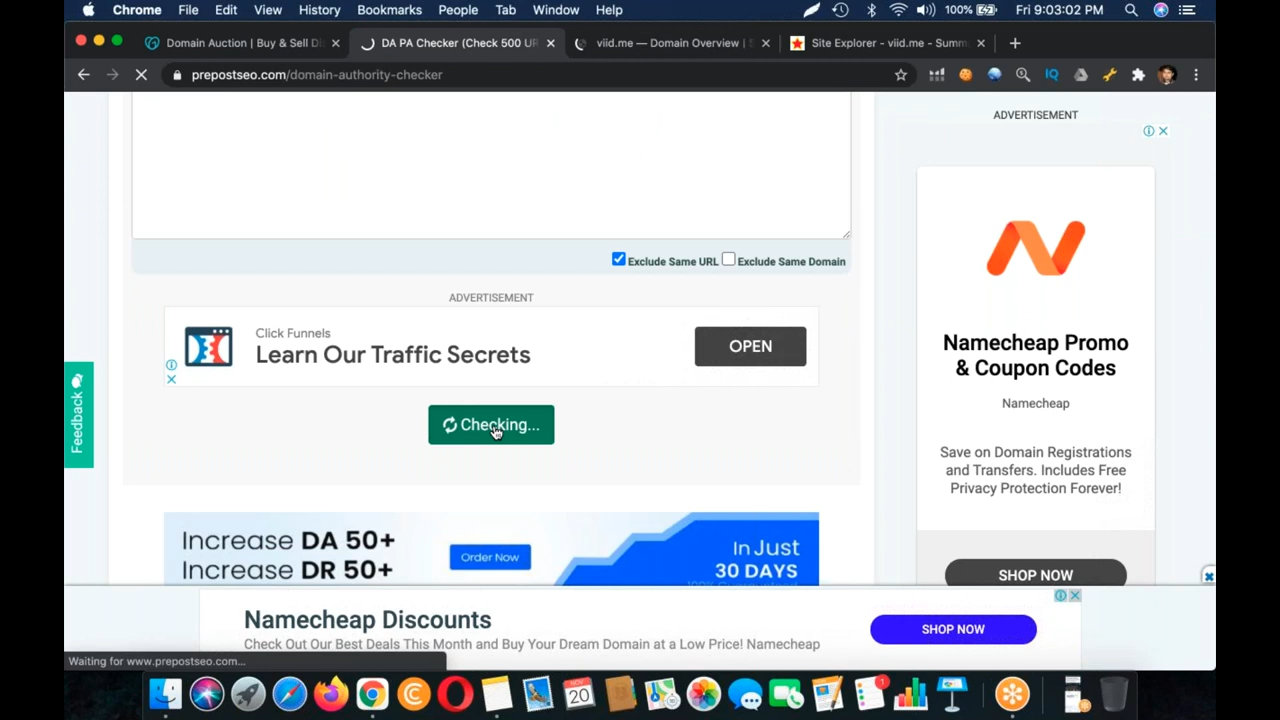 Chrome File Edit View History Bookmarks People Tab Window Help 100% Fri 9:03:02 PM
Domain Auction | Buy & Sell D
DA PA Checker (Check 500 UR
viid.me — Domain Overview |
Site Explorer - viid.me - Summ
prepostseo.com/domain-authority-checker
IQ
ADVERTISEMENT
Exclude Same URL Exclude Same Domain
ADVERTISEMENT
Click Funnels
Learn Our Traffic Secrets
OPEN
Checking...
Feedback
Namecheap Promo
& Coupon Codes
Namecheap
Save on Domain Registrations
and Transfers. Includes Free
Privacy Protection Forever!
SHOP NOW
Increase DA 50+
Increase DR 50+
Order Now
In Just
30 DAYS
Namecheap Discounts
Check Out Our Best Deals This Month and Buy Your Dream Domain at a Low Price! Namecheap
SHOP NOW
Waiting for www.prepostseo.com...
NOV
20
1